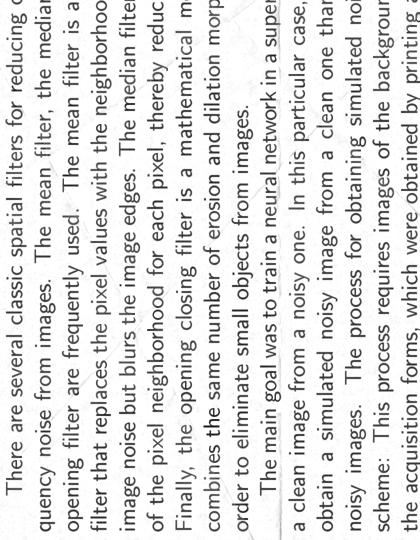 There are several classic spatial filters for reducing
quency noise from images. The mean filter, the median
opening filter are frequently used. The mean filter is a
filter that replaces the pixel values with the neighborhoo
image noise but blurs the image edges. The median filter
of the pixel neighborhood for each pixel, thereby reduc
Finally, the opening closing filter is a mathematical m
combines the same number of erosion and dilation morp
order to eliminate small objects from images.
The main goal was to train a neural network in a super
a clean image from a noisy one. In this particular case,
obtain a simulated noisy image from a clean one than
noisy images. The process for obtaining simulated noi
scheme: This process requires images of the backgroun
the acquisition forms, which were obtained by printing